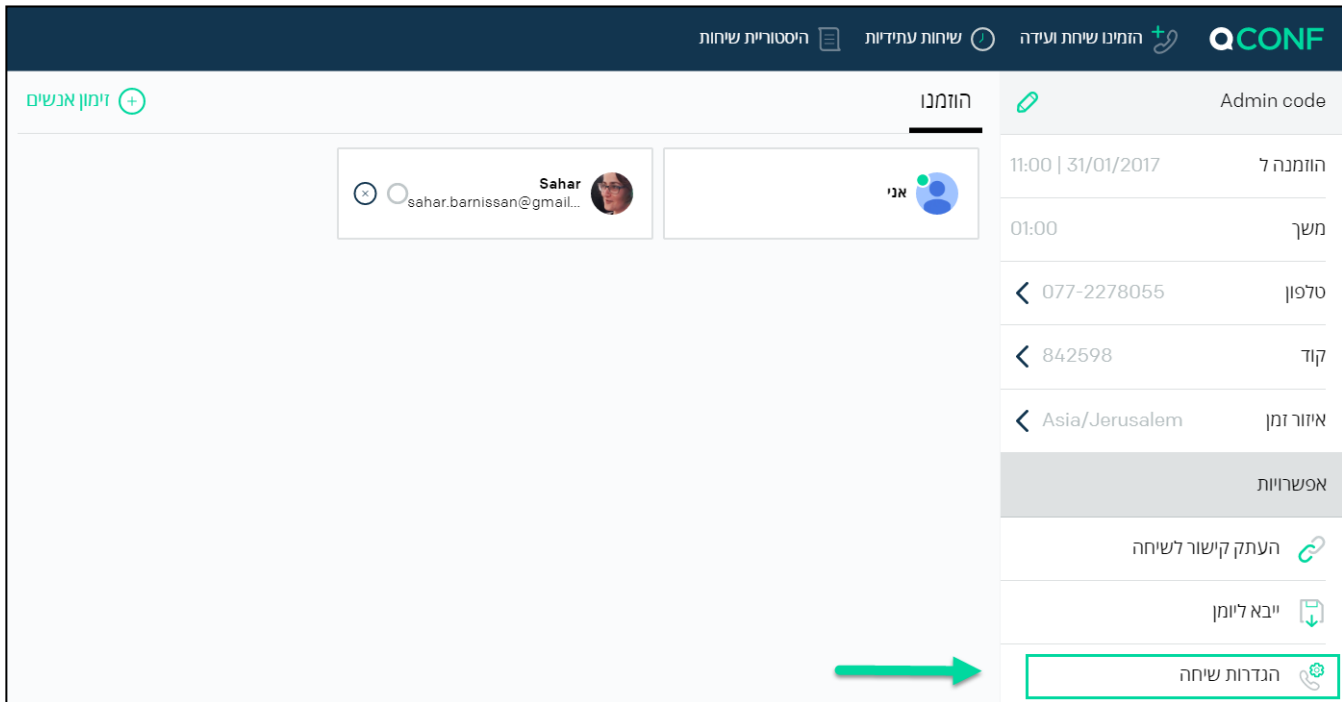 QCONF
הזמינו שיחת ועידה
שיחות עתידיות
היסטוריית שיחות
Admin code
הוזמנה ל 31/01/2017 | 11:00
משך 01:00
טלפון 077-2278055
קוד 842598
איזור זמן Asia/Jerusalem
אפשרויות
העתק קישור לשיחה
ייבא ליומן
הגדרות שיחה
הוזמנו
זימון אנשים
אני
Sahar
sahar.barnissan@gmail...